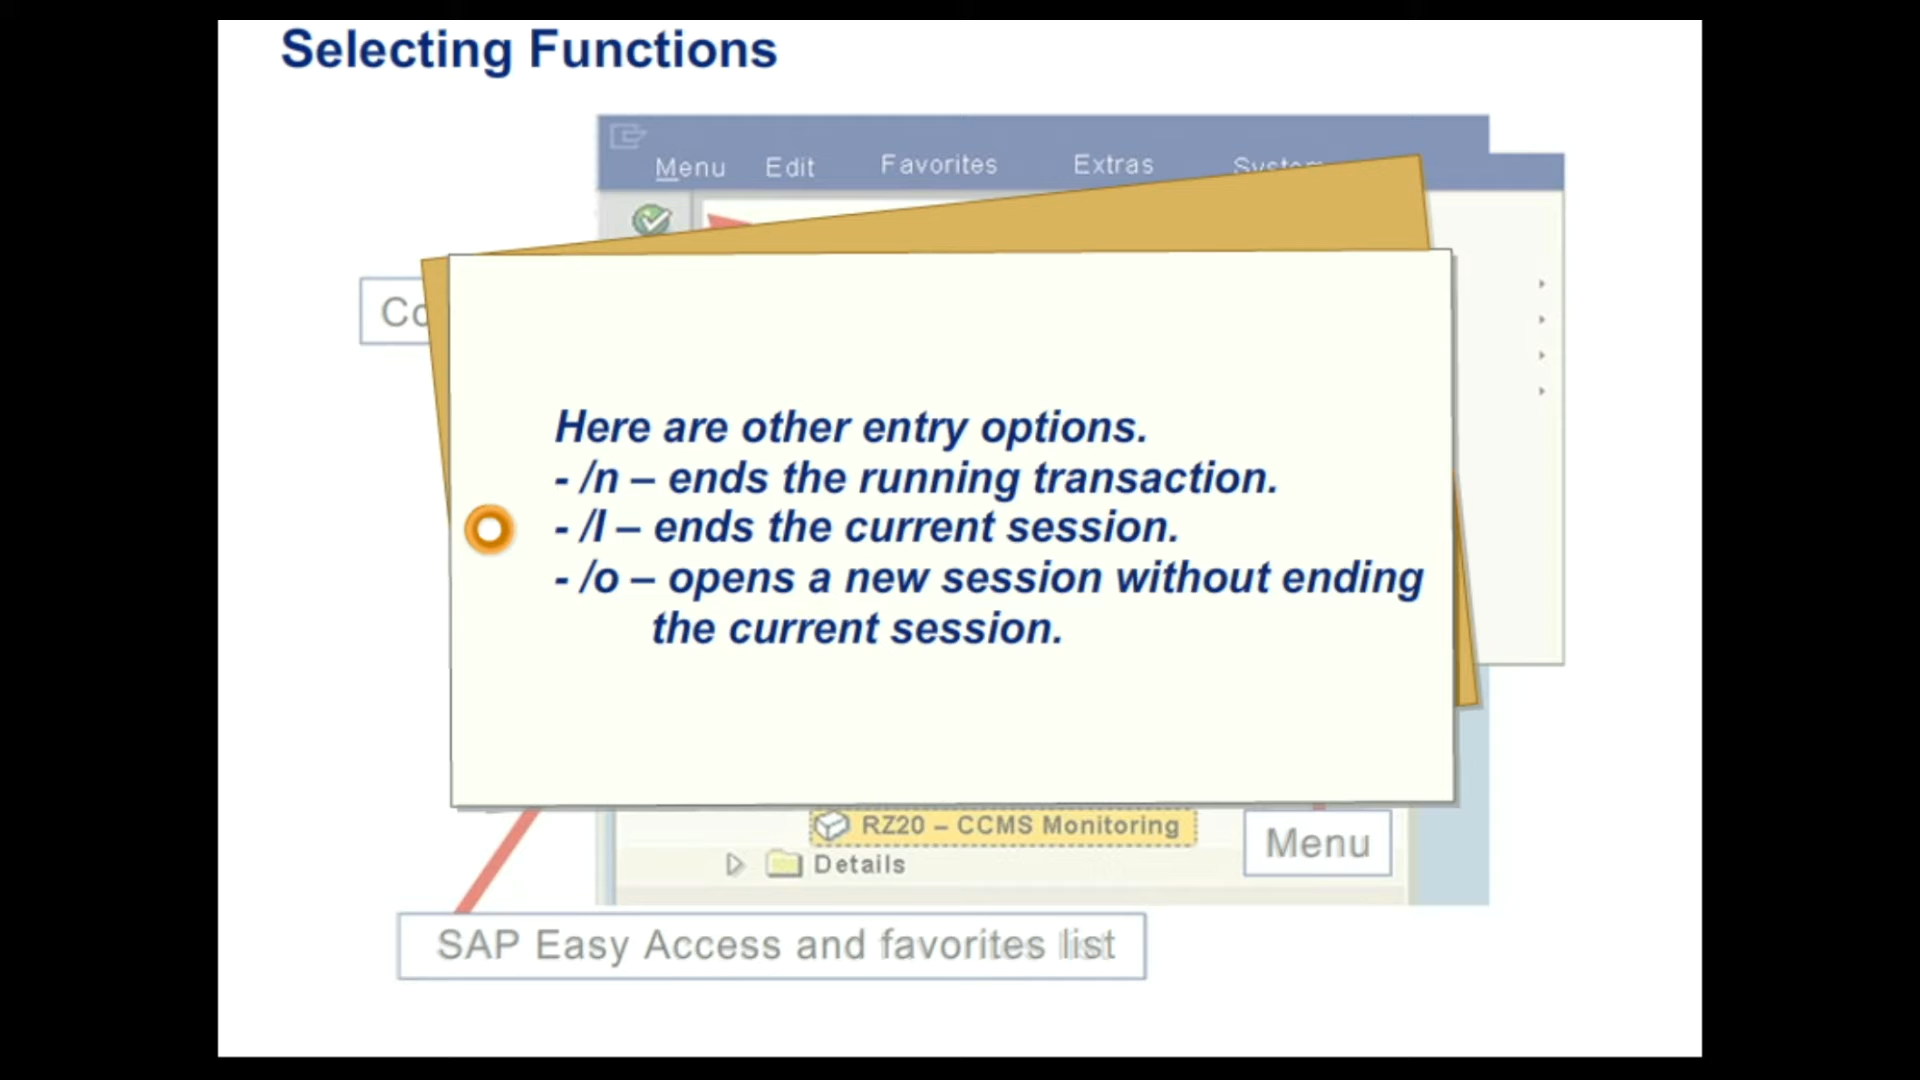 Selecting Functions
Menu Edit Favorites Extras System
Here are other entry options.
- /n – ends the running transaction.
- /I – ends the current session.
- /o – opens a new session without ending
the current session.
RZ20 – CCMS Monitoring
Details
Menu
SAP Easy Access and favorites list